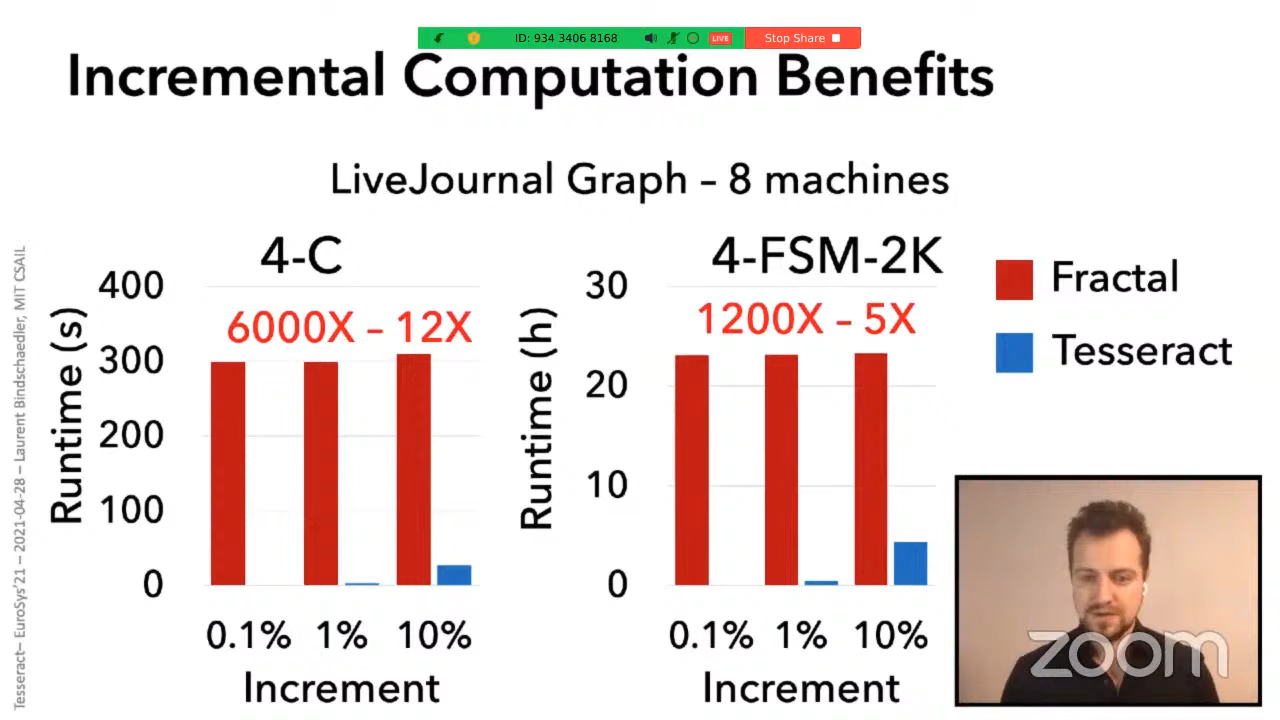 ID: 934 3406 8168
LIVE
Stop Share
Incremental Computation Benefits
LiveJournal Graph – 8 machines
4-C
6000X – 12X
Runtime (s)
400
300
200
100
0
0.1% 1% 10%
Increment
4-FSM-2K
1200X – 5X
Runtime (h)
30
20
10
0
0.1% 1% 10%
Increment
Fractal
Tesseract
Tesseract– EuroSys'21 – 2021-04-28 – Laurent Bindschaedler, MIT CSAIL
zoom